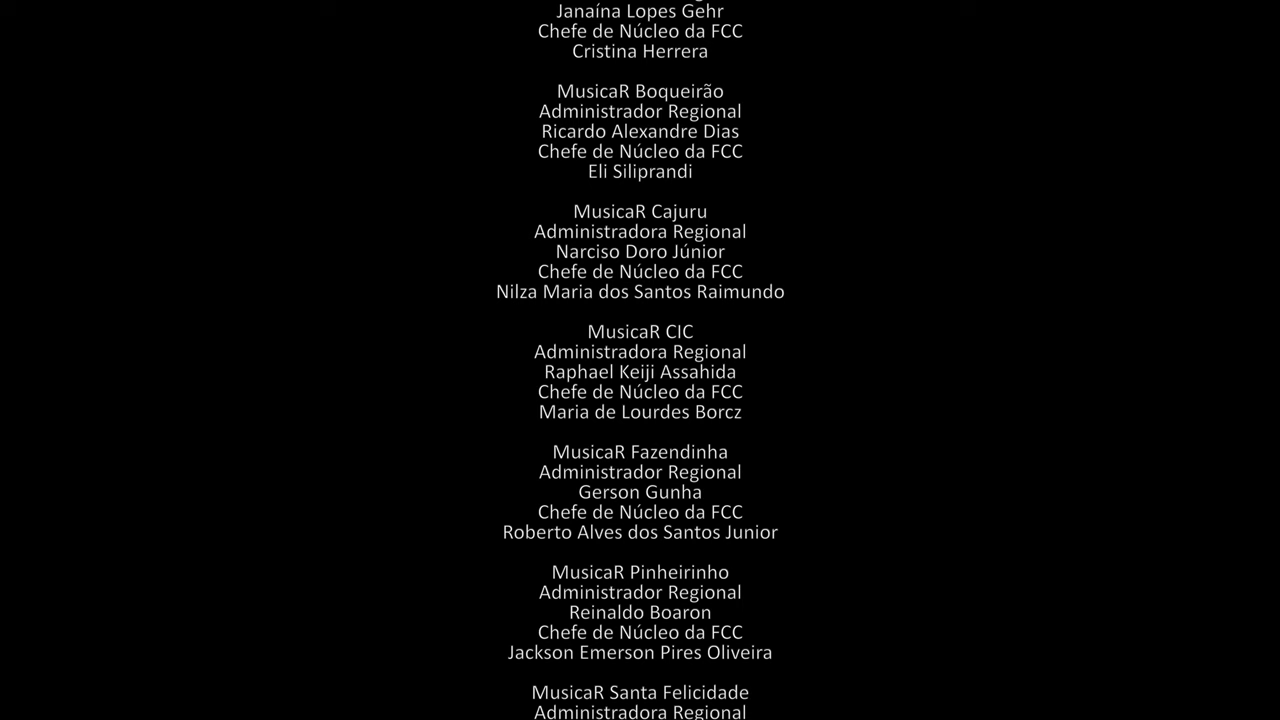 Janaína Lopes Gehr
Chefe de Núcleo da FCC
Cristina Herrera
MusicaR Boqueirão
Administrador Regional
Ricardo Alexandre Dias
Chefe de Núcleo da FCC
Eli Siliprandi
MusicaR Cajuru
Administradora Regional
Narciso Doro Júnior
Chefe de Núcleo da FCC
Nilza Maria dos Santos Raimundo
MusicaR CIC
Administradora Regional
Raphael Keiji Assahida
Chefe de Núcleo da FCC
Maria de Lourdes Borcz
MusicaR Fazendinha
Administrador Regional
Gerson Gunha
Chefe de Núcleo da FCC
Roberto Alves dos Santos Junior
MusicaR Pinheirinho
Administrador Regional
Reinaldo Boaron
Chefe de Núcleo da FCC
Jackson Emerson Pires Oliveira
MusicaR Santa Felicidade
Administradora Regional